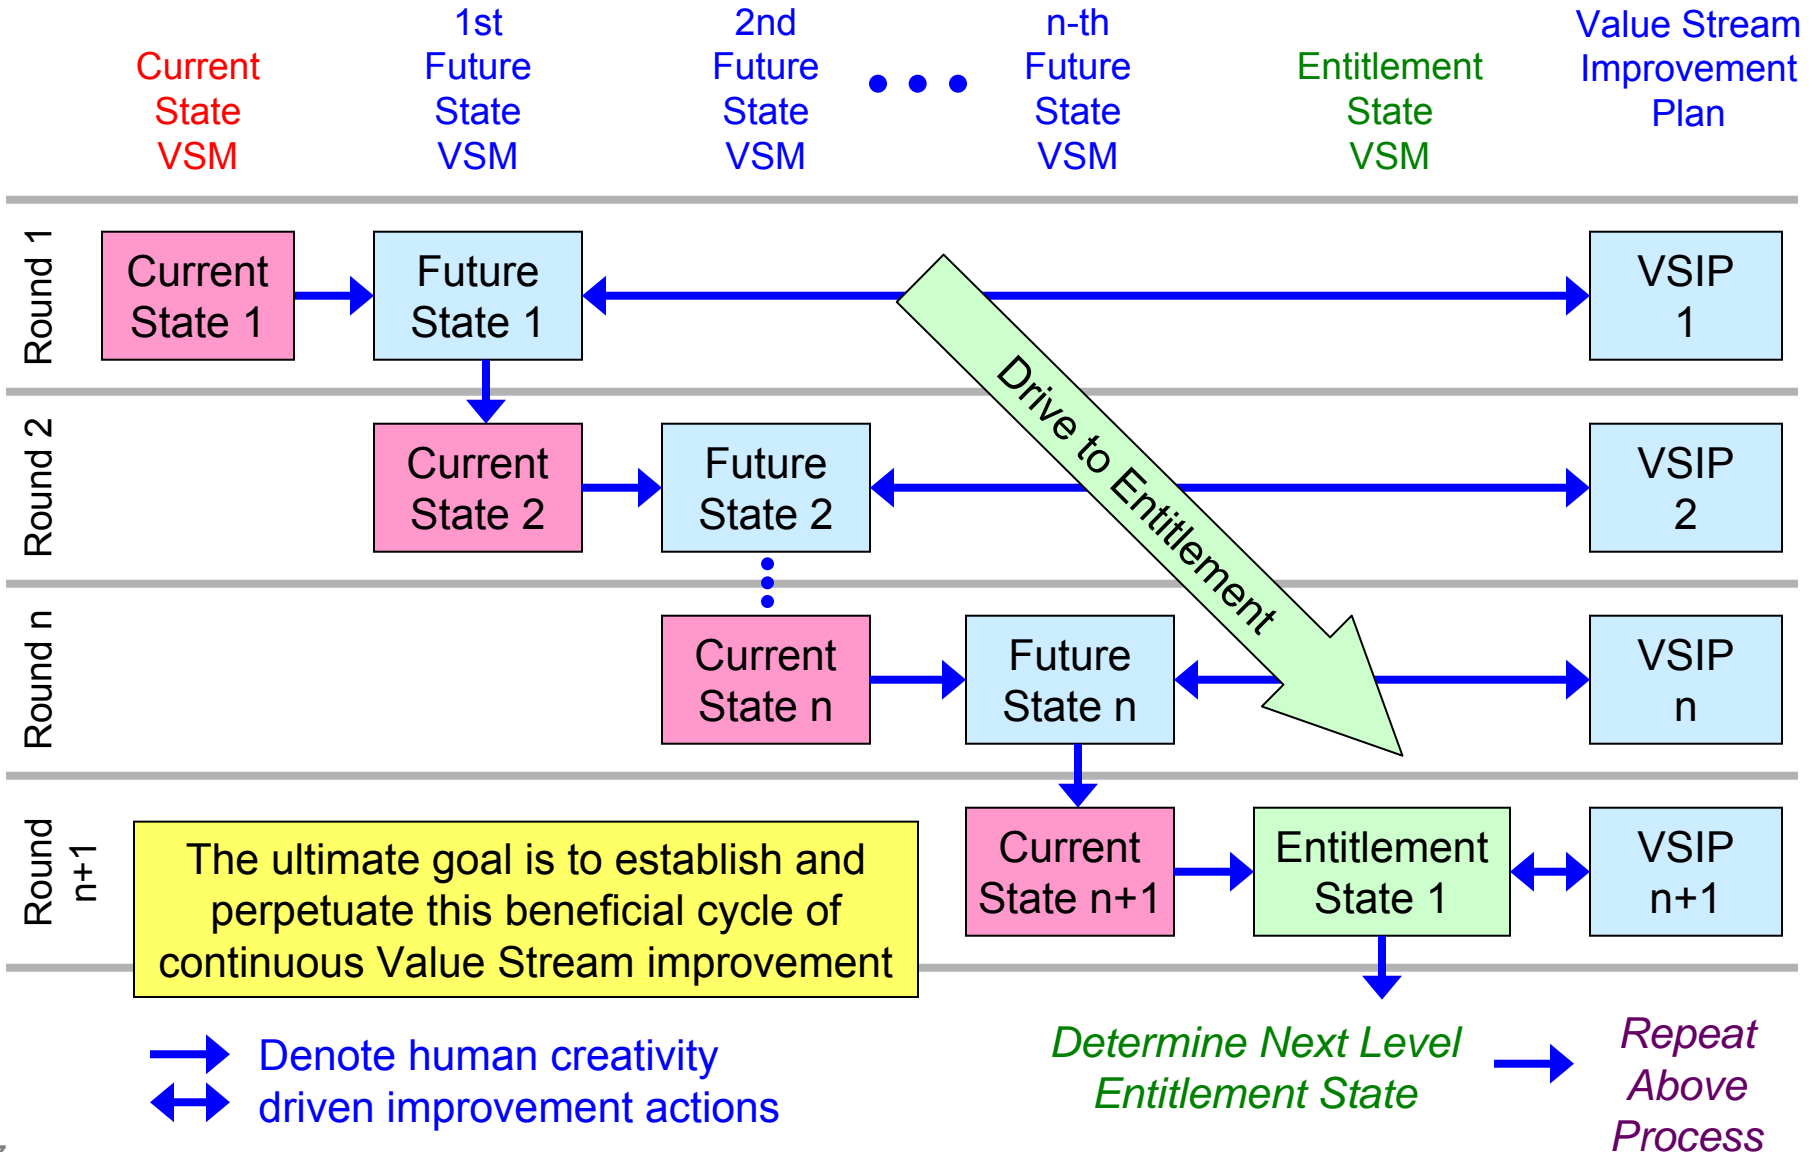 Current
State
VSM
1st
Future
State
VSM
2nd
Future
State
VSM
n-th
Future
State
VSM
Entitlement
State
VSM
Value Stream
Improvement
Plan
Round 1
Current
State 1
Future
State 1
VSIP
1
Drive to Entitlement
Round 2
Current
State 2
Future
State 2
VSIP
2
Round n
Current
State n
Future
State n
VSIP
n
Round
n+1
The ultimate goal is to establish and
perpetuate this beneficial cycle of
continuous Value Stream improvement
Current
State n+1
Entitlement
State 1
VSIP
n+1
Denote human creativity
driven improvement actions
Determine Next Level
Entitlement State
Repeat
Above
Process